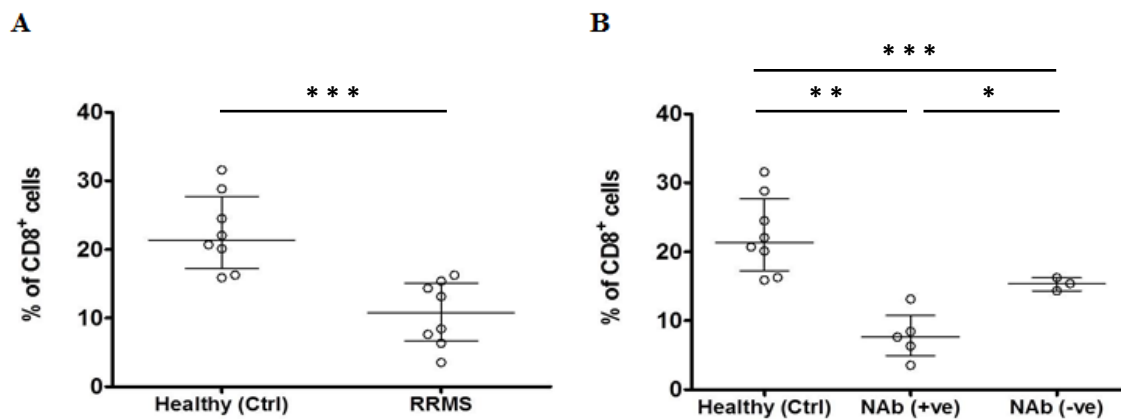 A
B
* * *
* * *
* *
*
40
30
20
10
0
% of CD8⁺ cells
Healthy (Ctrl) RRMS
40
30
20
10
0
% of CD8⁺ cells
Healthy (Ctrl) NAb (+ve) NAb (-ve)